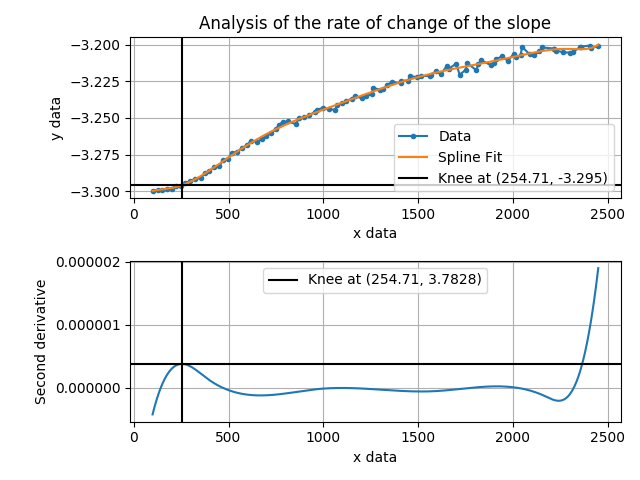 Analysis of the rate of change of the slope
−3.200
−3.225
−3.250
−3.275
−3.300
y data
Data
Spline Fit
Knee at (254.71, -3.295)
0 500 1000 1500 2000 2500
x data
0.000002
0.000001
0.000000
Second derivative
Knee at (254.71, 3.7828)
0 500 1000 1500 2000 2500
x data